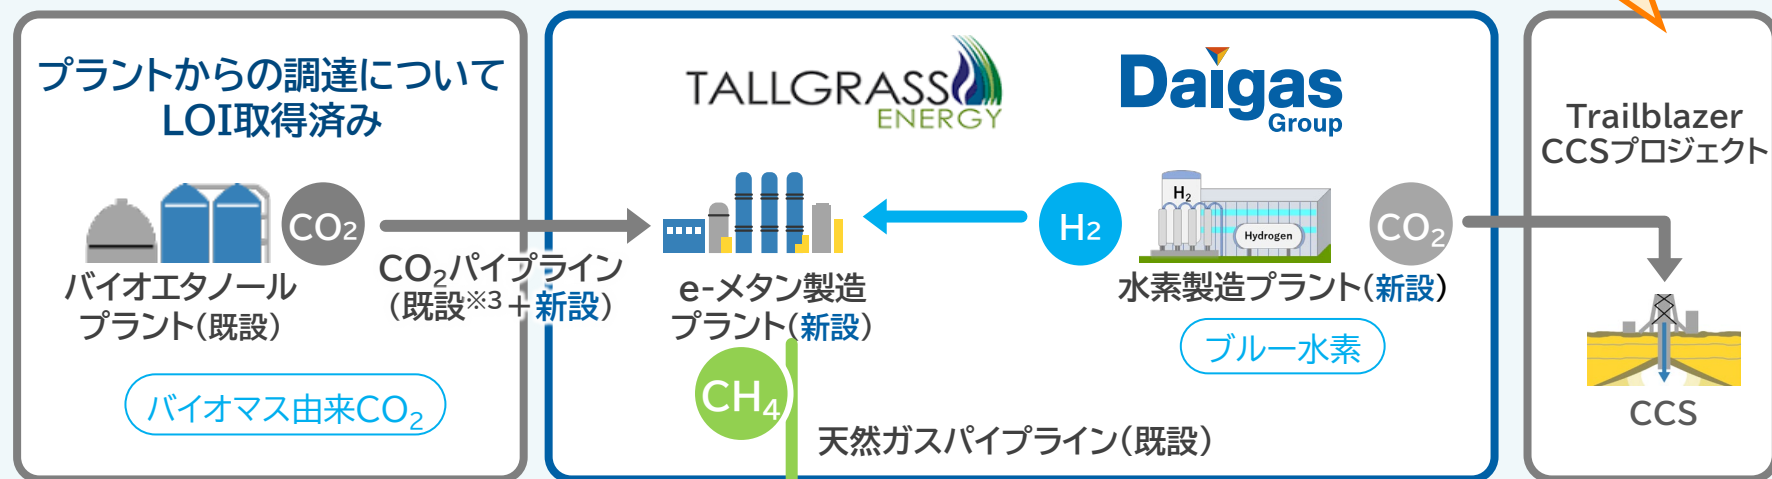 プラントからの調達について
LOI取得済み
CO₂
バイオエタノール
プラント(既設)
バイオマス由来CO₂
CO₂パイプライン
(既設※3+新設)
TALLGRASS
ENERGY
Daigas
Group
e-メタン製造
プラント(新設)
CH₄
天然ガスパイプライン(既設)
H₂
H₂
Hydrogen
CO₂
水素製造プラント(新設)
ブルー水素
Trailblazer
CCSプロジェクト
CCS